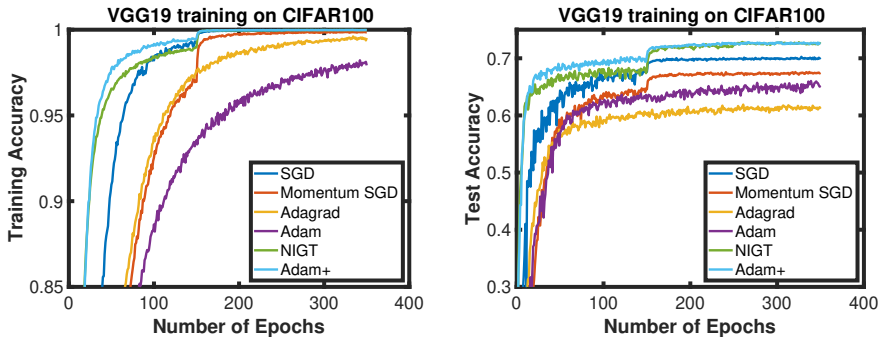 VGG19 training on CIFAR100
Training Accuracy
1
0.95
0.9
0.85
SGD
Momentum SGD
Adagrad
Adam
NIGT
Adam+
0 100 200 300 400
Number of Epochs
VGG19 training on CIFAR100
Test Accuracy
0.7
0.6
0.5
0.4
0.3
SGD
Momentum SGD
Adagrad
Adam
NIGT
Adam+
0 100 200 300 400
Number of Epochs